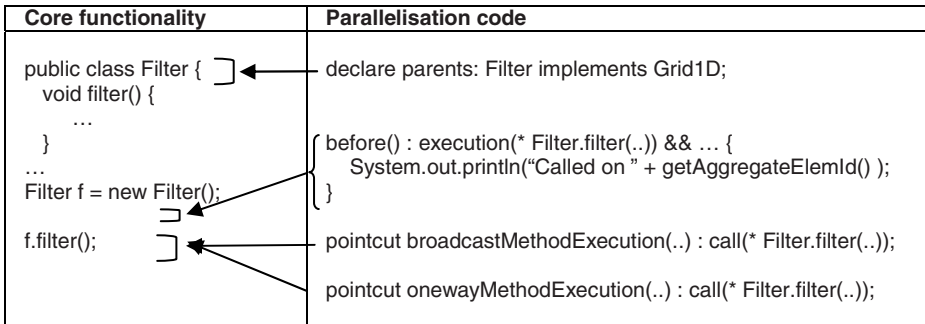 Core functionality
Parallelisation code
public class Filter {
void filter() {
…
}
…
Filter f = new Filter();
f.filter();
declare parents: Filter implements Grid1D;
before() : execution(* Filter.filter(..)) && … {
System.out.println(“Called on ” + getAggregateElemId() );
}
pointcut broadcastMethodExecution(..) : call(* Filter.filter(..));
pointcut onewayMethodExecution(..) : call(* Filter.filter(..));